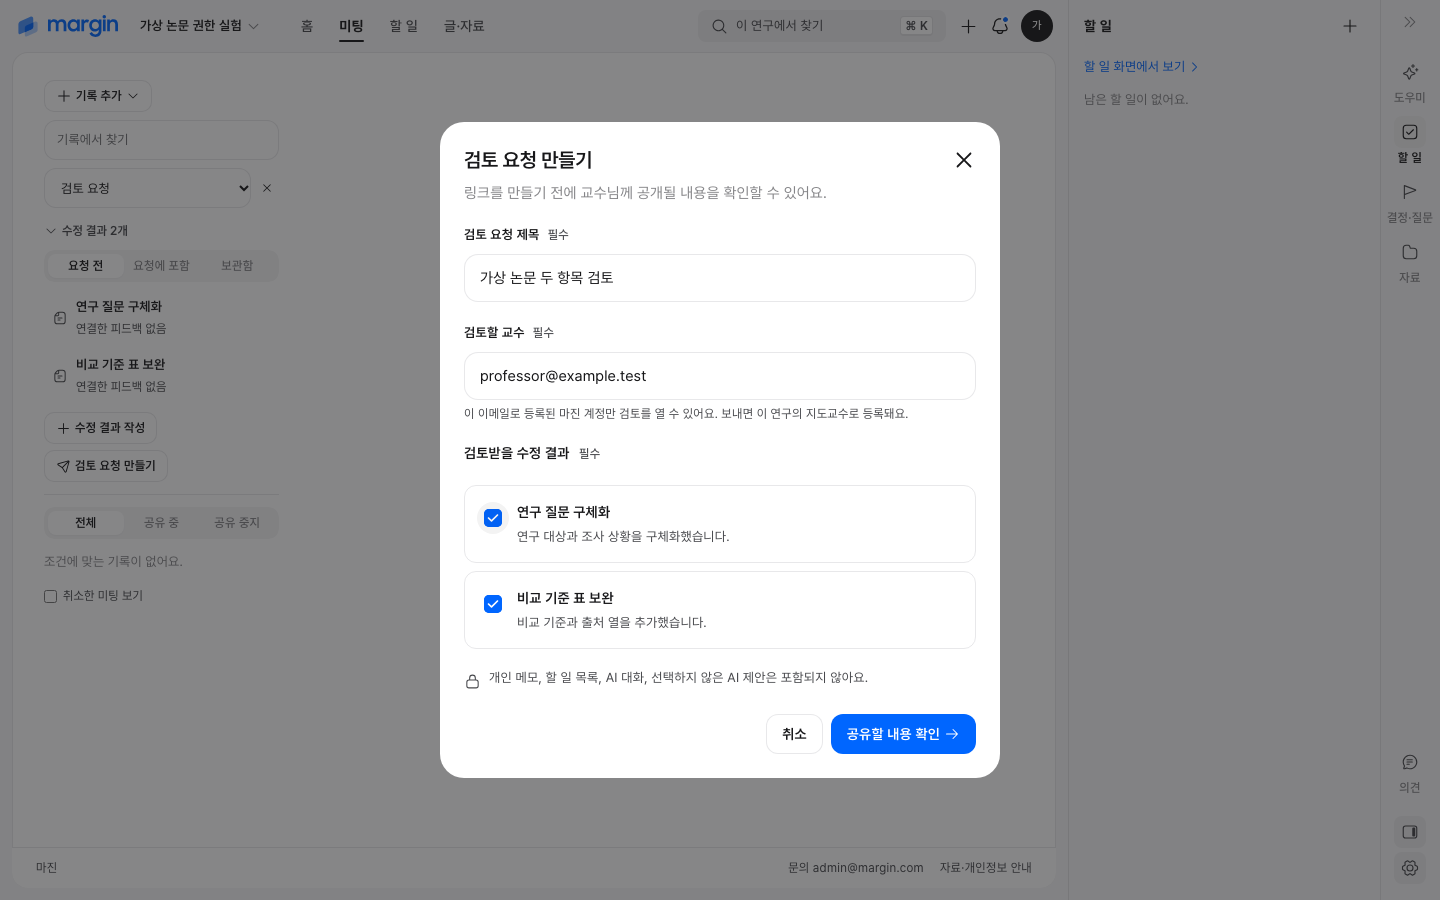 margin
가상 논문 권한 실험
홈
미팅
할 일
글·자료
이 연구에서 찾기
⌘ K
가
할 일
할 일 화면에서 보기
남은 할 일이 없어요.
도우미
할 일
결정·질문
자료
의견
기록 추가
기록에서 찾기
검토 요청
수정 결과 2개
요청 전
요청에 포함
보관함
연구 질문 구체화
연결한 피드백 없음
비교 기준 표 보완
연결한 피드백 없음
수정 결과 작성
검토 요청 만들기
전체
공유 중
공유 중지
조건에 맞는 기록이 없어요.
취소한 미팅 보기
검토 요청 만들기
링크를 만들기 전에 교수님께 공개될 내용을 확인할 수 있어요.
검토 요청 제목 필수
가상 논문 두 항목 검토
검토할 교수 필수
professor@example.test
이 이메일로 등록된 마진 계정만 검토를 열 수 있어요. 보내면 이 연구의 지도교수로 등록돼요.
검토받을 수정 결과 필수
연구 질문 구체화
연구 대상과 조사 상황을 구체화했습니다.
비교 기준 표 보완
비교 기준과 출처 열을 추가했습니다.
개인 메모, 할 일 목록, AI 대화, 선택하지 않은 AI 제안은 포함되지 않아요.
취소
공유할 내용 확인
마진
문의 admin@margin.com
자료·개인정보 안내